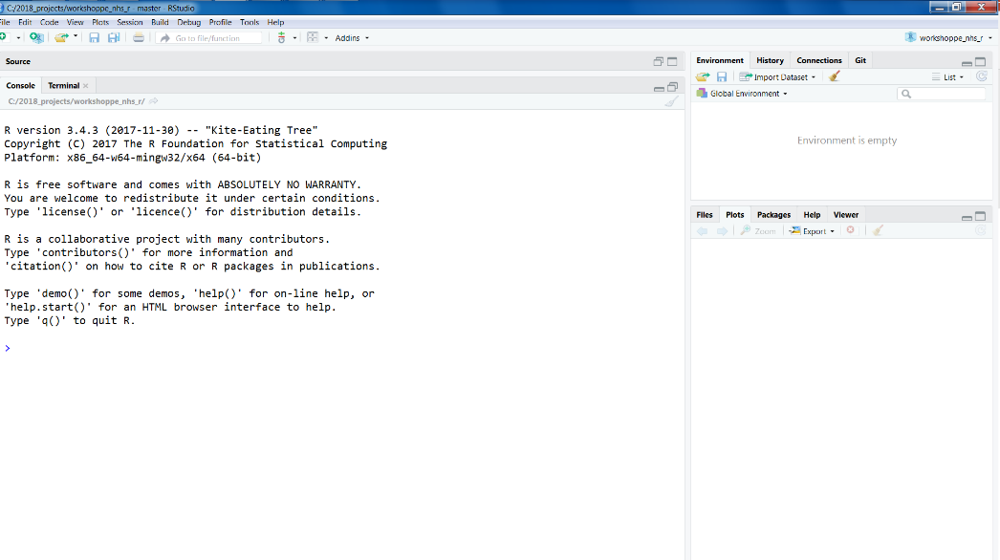 C:/2018_projects/workshoppe_nhs_r - master - RStudio
File Edit Code View Plots Session Build Debug Profile Tools Help
Go to file/function Addins workshoppe_nhs_r
Source
Console Terminal
C:/2018_projects/workshoppe_nhs_r/
R version 3.4.3 (2017-11-30) -- "Kite-Eating Tree"
Copyright (C) 2017 The R Foundation for Statistical Computing
Platform: x86_64-w64-mingw32/x64 (64-bit)
R is free software and comes with ABSOLUTELY NO WARRANTY.
You are welcome to redistribute it under certain conditions.
Type 'license()' or 'licence()' for distribution details.
R is a collaborative project with many contributors.
Type 'contributors()' for more information and
'citation()' on how to cite R or R packages in publications.
Type 'demo()' for some demos, 'help()' for on-line help, or
'help.start()' for an HTML browser interface to help.
Type 'q()' to quit R.
>
Environment History Connections Git
Import Dataset List
Global Environment
Environment is empty
Files Plots Packages Help Viewer
Zoom Export